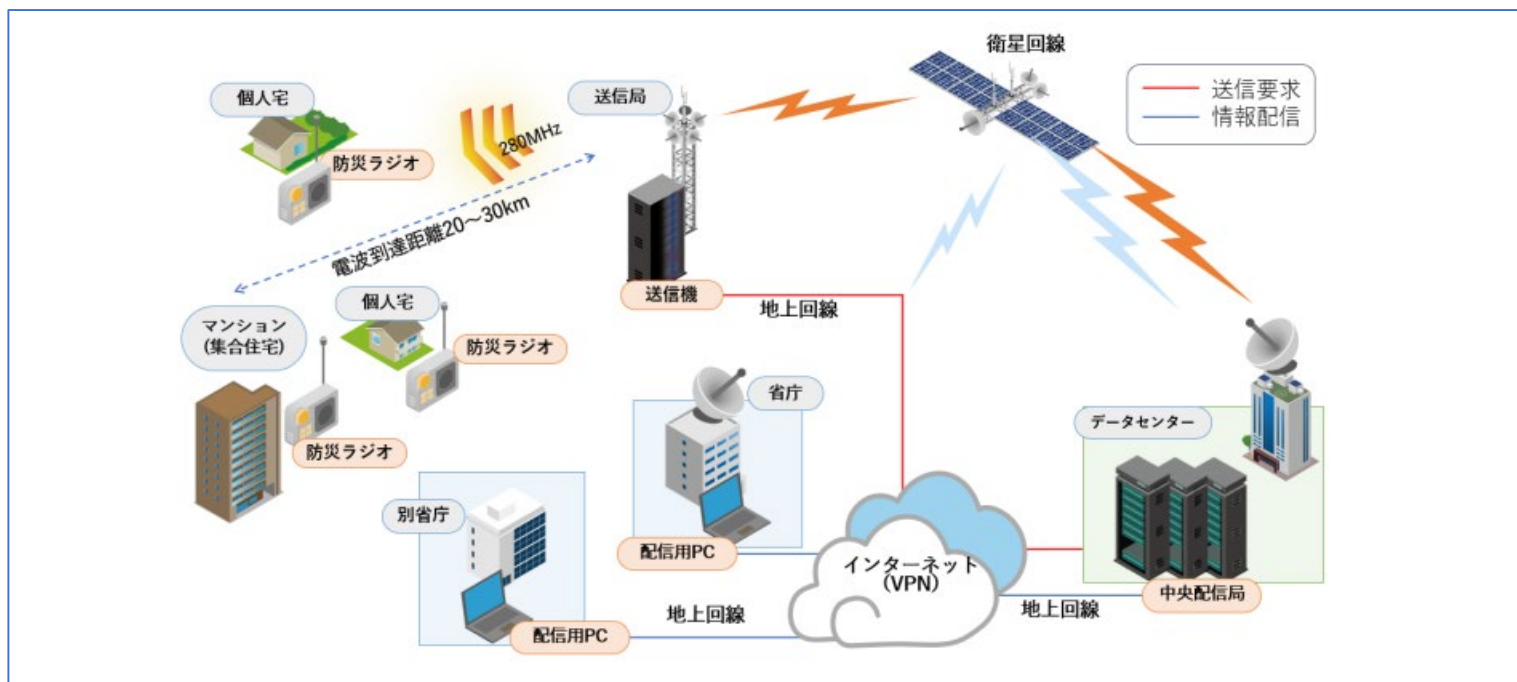 衛星回線
送信要求
情報配信
個人宅
送信局
280MHz
防災ラジオ
電波到達距離20～30km
送信機
地上回線
個人宅
マンション
(集合住宅)
防災ラジオ
防災ラジオ
省庁
データセンター
別省庁
配信用PC
インターネット
(VPN)
中央配信局
地上回線
地上回線
配信用PC